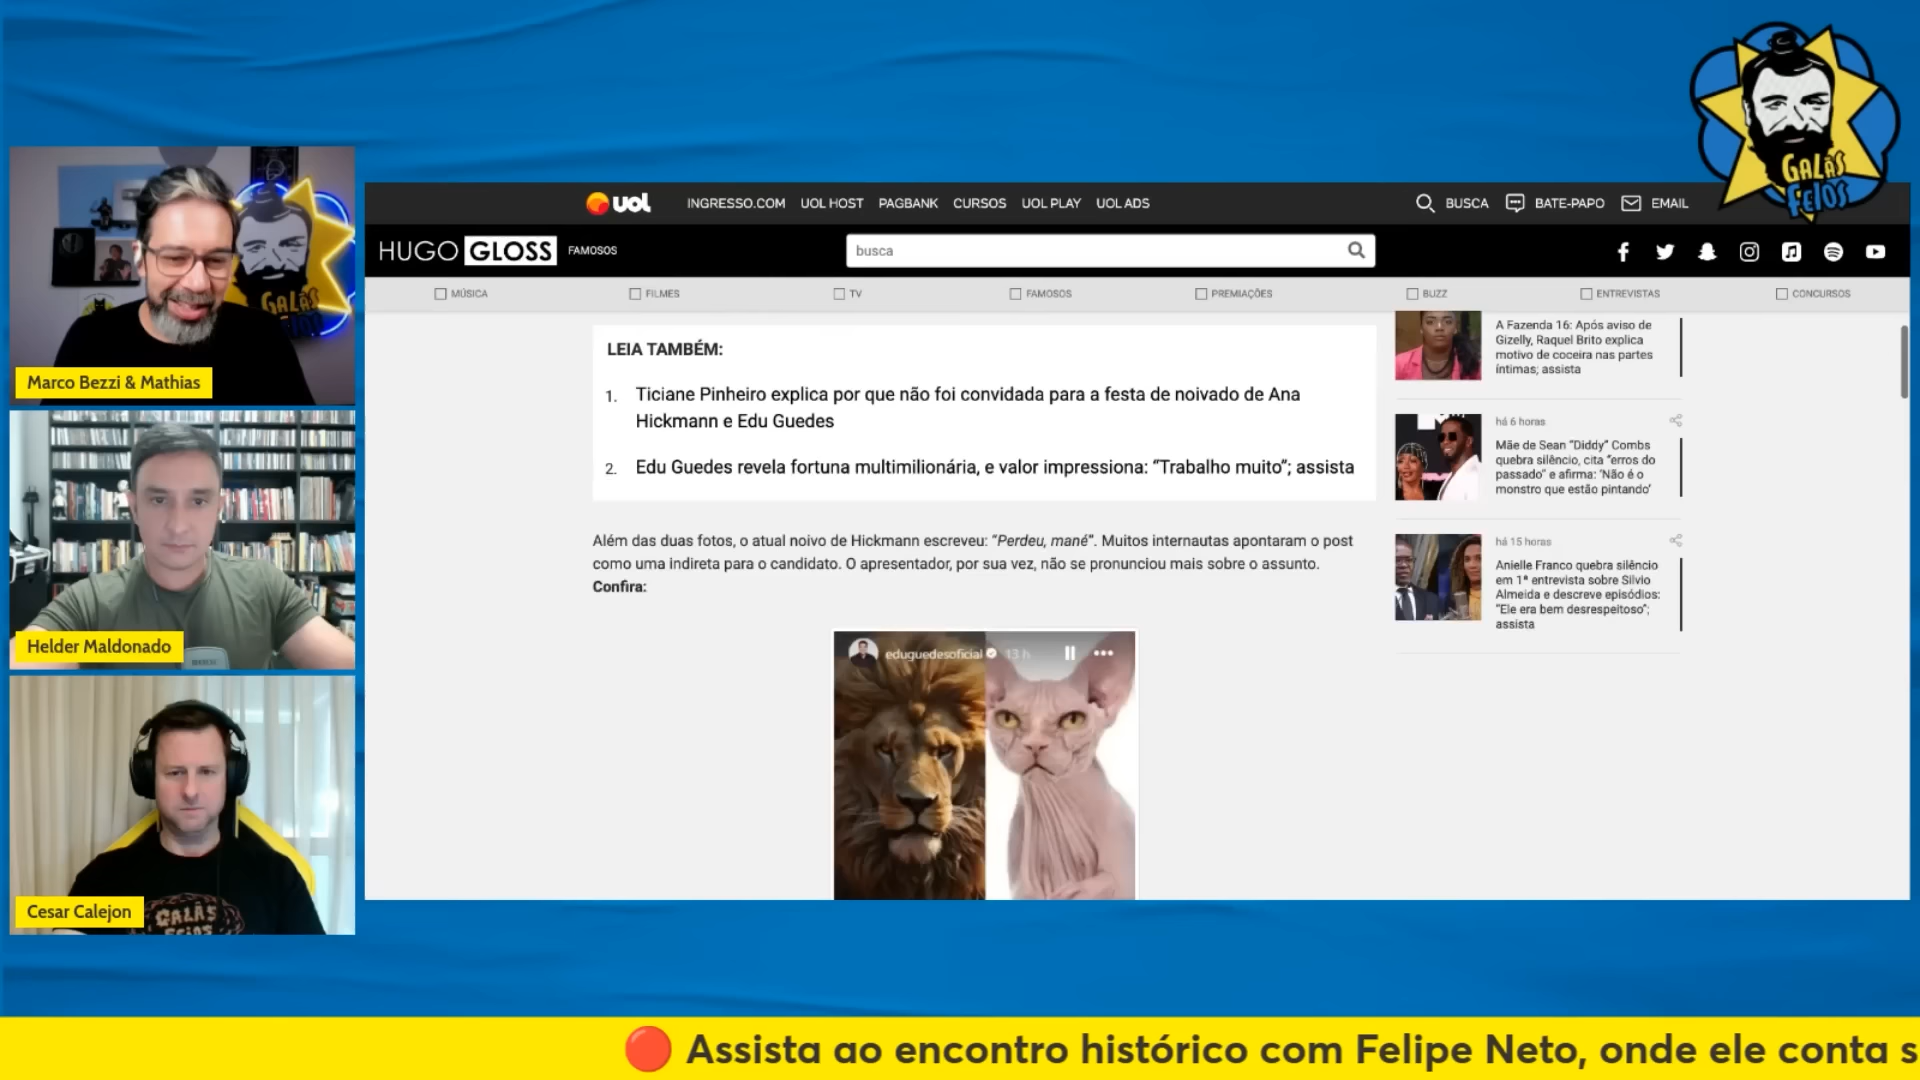 GALÃS
FEIOS
GALÃS
FEIOS
Marco Bezzi & Mathias
Helder Maldonado
GALÃS
FEIOS
Cesar Calejon
uol
INGRESSO.COM UOL HOST PAGBANK CURSOS UOL PLAY UOL ADS
BUSCA BATE-PAPO EMAIL
HUGO GLOSS FAMOSOS
busca
MÚSICA FILMES TV FAMOSOS PREMIAÇÕES BUZZ ENTREVISTAS CONCURSOS
LEIA TAMBÉM:
1. Ticiane Pinheiro explica por que não foi convidada para a festa de noivado de Ana
Hickmann e Edu Guedes
2. Edu Guedes revela fortuna multimilionária, e valor impressiona: “Trabalho muito”; assista
Além das duas fotos, o atual noivo de Hickmann escreveu: “Perdeu, mané”. Muitos internautas apontaram o post
como uma indireta para o candidato. O apresentador, por sua vez, não se pronunciou mais sobre o assunto.
Confira:
eduguedesoficial 13 h
A Fazenda 16: Após aviso de
Gizelly, Raquel Brito explica
motivo de coceira nas partes
íntimas; assista
há 6 horas
Mãe de Sean “Diddy” Combs
quebra silêncio, cita “erros do
passado” e afirma: ‘Não é o
monstro que estão pintando’
há 15 horas
Anielle Franco quebra silêncio
em 1ª entrevista sobre Silvio
Almeida e descreve episódios:
“Ele era bem desrespeitoso”;
assista
Assista ao encontro histórico com Felipe Neto, onde ele conta s